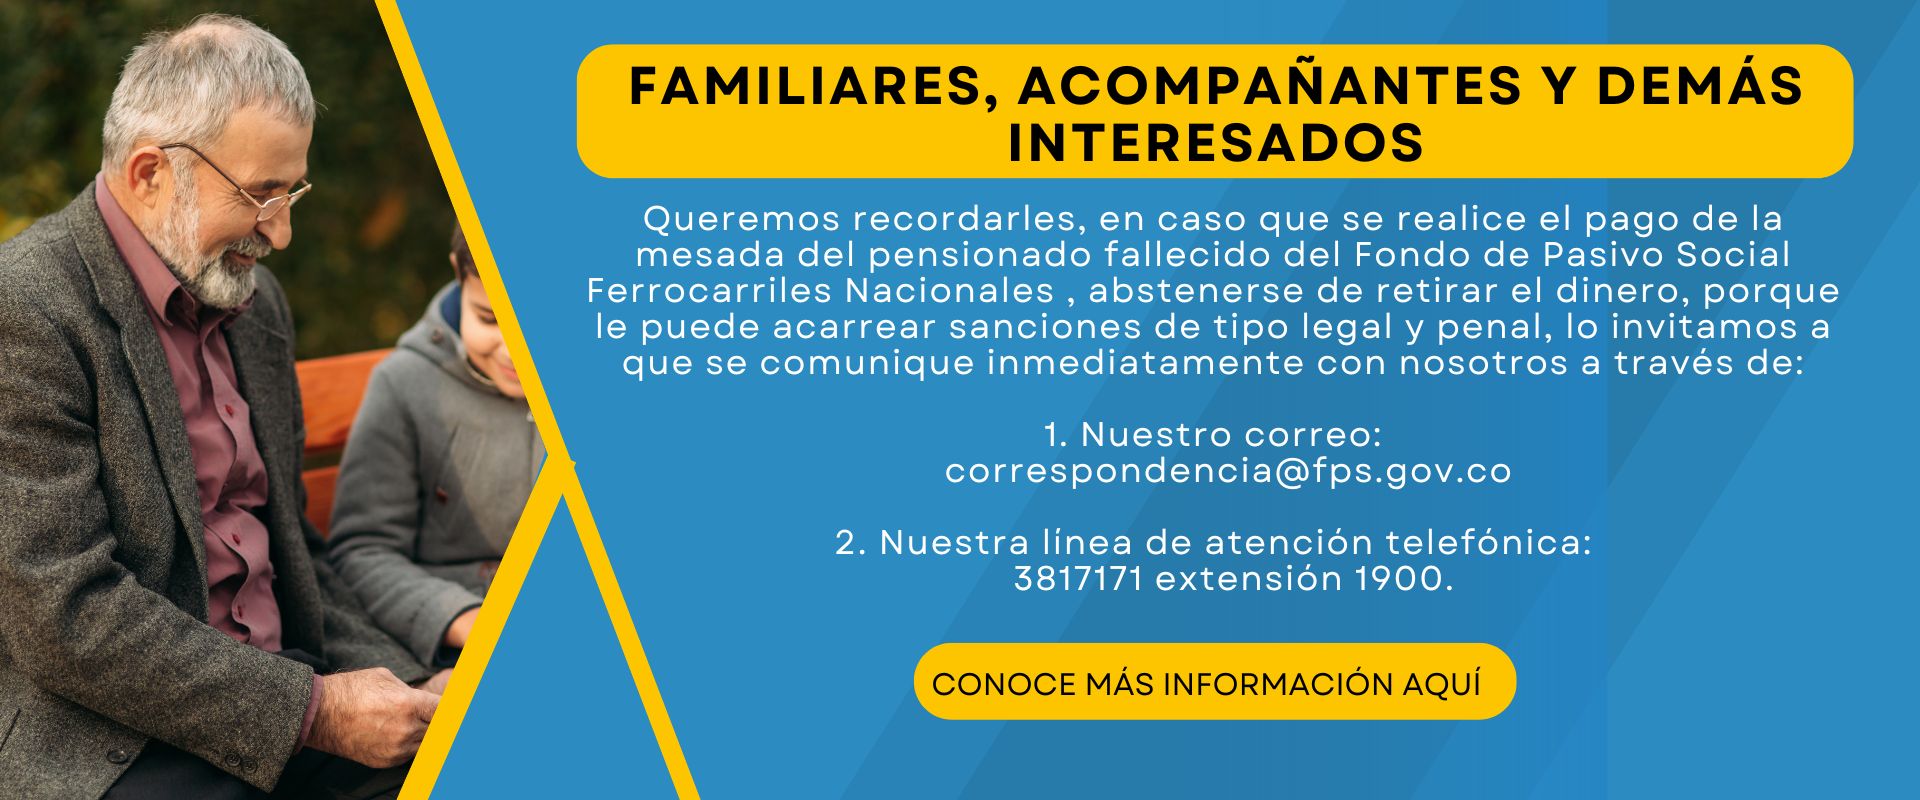 FAMILIARES, ACOMPAÑANTES Y DEMÁS
INTERESADOS
Queremos recordarles, en caso que se realice el pago de la
mesada del pensionado fallecido del Fondo de Pasivo Social
Ferrocarriles Nacionales , abstenerse de retirar el dinero, porque
le puede acarrear sanciones de tipo legal y penal, lo invitamos a
que se comunique inmediatamente con nosotros a través de:
1. Nuestro correo:
correspondencia@fps.gov.co
2. Nuestra línea de atención telefónica:
3817171 extensión 1900.
CONOCE MÁS INFORMACIÓN AQUÍ